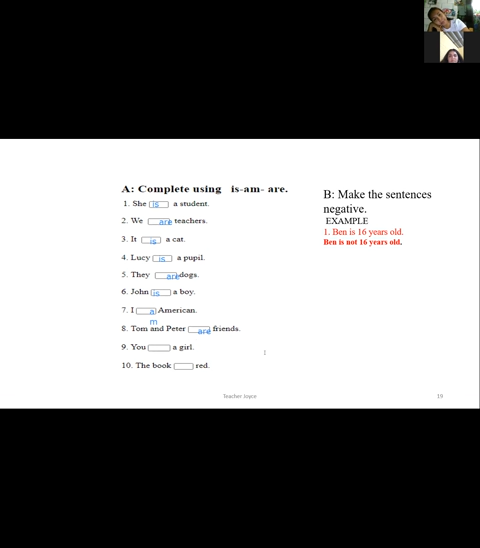 A: Complete using is-am- are.
1. She is a student.
2. We are teachers.
3. It is a cat.
4. Lucy is a pupil.
5. They are dogs.
6. John is a boy.
7. I am American.
8. Tom and Peter are friends.
9. You a girl.
10. The book red.
B: Make the sentences
negative.
EXAMPLE
1. Ben is 16 years old.
Ben is not 16 years old.
Teacher Joyce
19